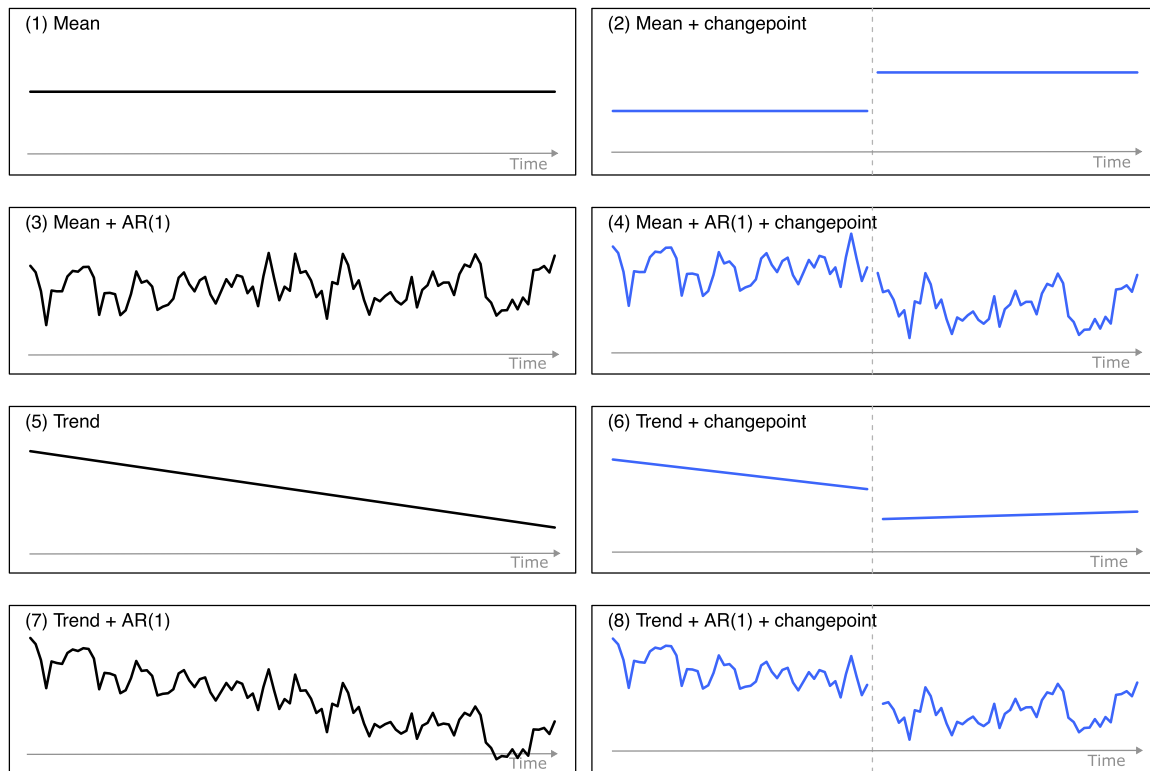 (1) Mean
Time
(2) Mean + changepoint
Time
(3) Mean + AR(1)
Time
(4) Mean + AR(1) + changepoint
Time
(5) Trend
Time
(6) Trend + changepoint
Time
(7) Trend + AR(1)
Time
(8) Trend + AR(1) + changepoint
Time